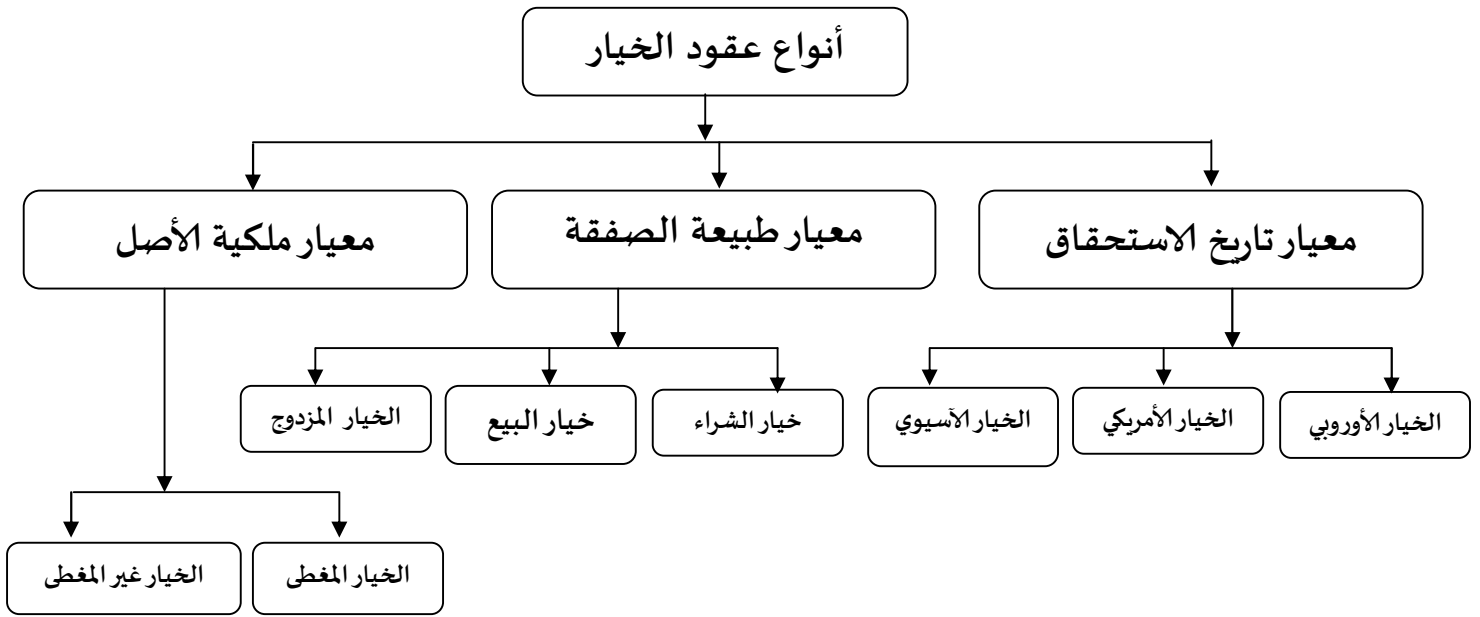 أنواع عقود الخيار
معيار تاريخ الاستحقاق
معيار طبيعة الصفقة
معيار ملكية الأصل
الخيار الأوروبي
الخيار الأمريكي
الخيار الآسيوي
خيار الشراء
خيار البيع
الخيار المزدوج
الخيار المغطى
الخيار غير المغطى